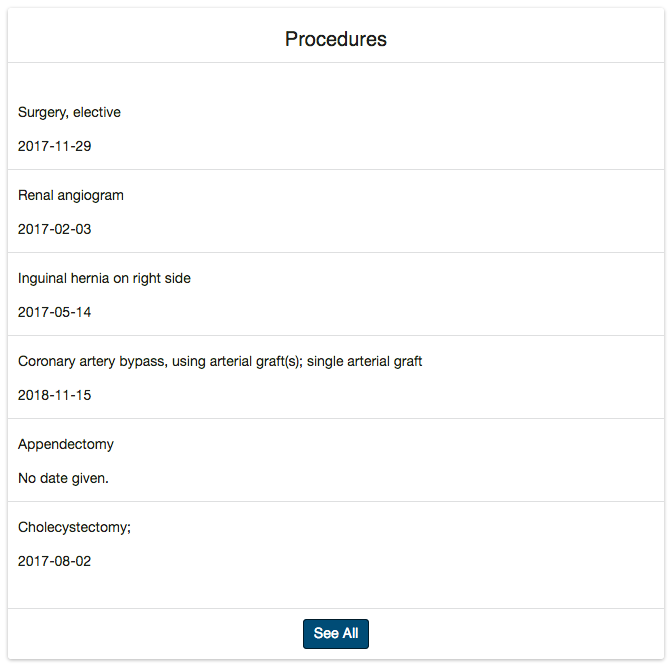 Procedures
Surgery, elective
2017-11-29
Renal angiogram
2017-02-03
Inguinal hernia on right side
2017-05-14
Coronary artery bypass, using arterial graft(s); single arterial graft
2018-11-15
Appendectomy
No date given.
Cholecystectomy;
2017-08-02
See All